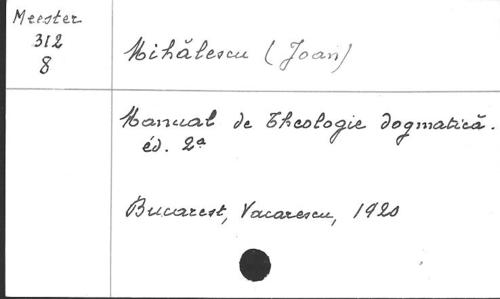 Meester
312
8
Mihălescu (Joan)
Manual de Theologie dogmatică.
éd. 2ª
Bucarest, Vacarescu, 1920